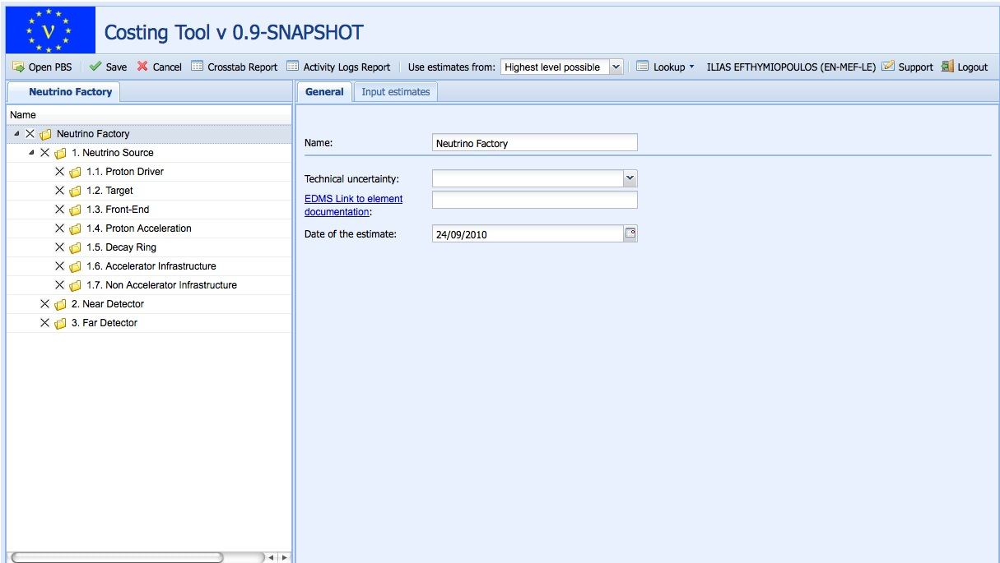 ν
Costing Tool v 0.9-SNAPSHOT
Open PBS Save Cancel Crosstab Report Activity Logs Report Use estimates from: Highest level possible Lookup ILIAS EFTHYMIOPOULOS (EN-MEF-LE) Support Logout
Neutrino Factory
General Input estimates
Name
Neutrino Factory
1. Neutrino Source
1.1. Proton Driver
1.2. Target
1.3. Front-End
1.4. Proton Acceleration
1.5. Decay Ring
1.6. Accelerator Infrastructure
1.7. Non Accelerator Infrastructure
2. Near Detector
3. Far Detector
Name: Neutrino Factory
Technical uncertainty:
EDMS Link to element
documentation:
Date of the estimate: 24/09/2010